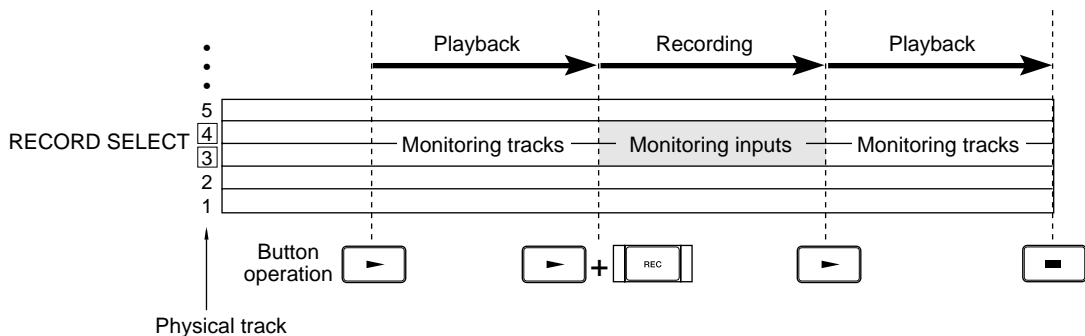 Playback Recording Playback
5
RECORD SELECT 4
Monitoring tracks Monitoring inputs Monitoring tracks
3
2
1
Button
operation
+ REC
Physical track